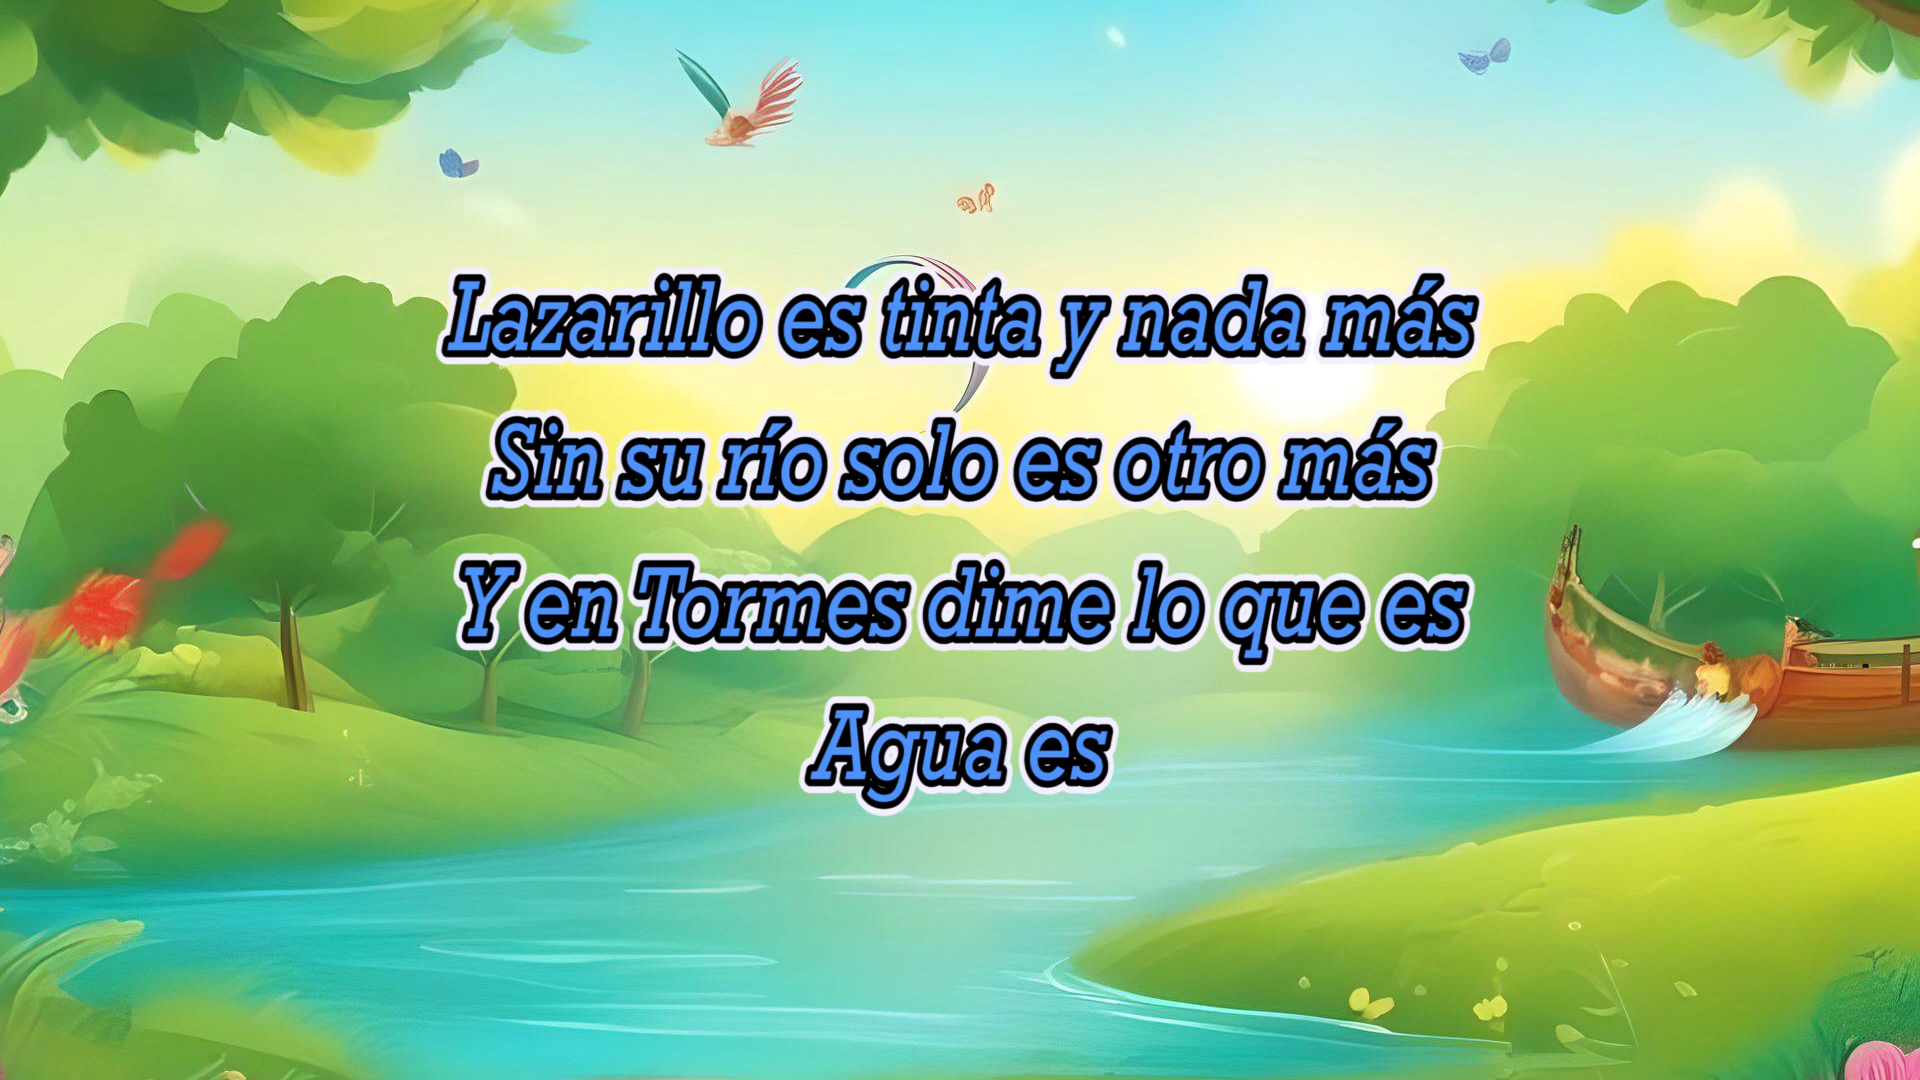 Lazarillo es tinta y nada más
Sin su río solo es otro más
Y en Tormes dime lo que es
Agua es